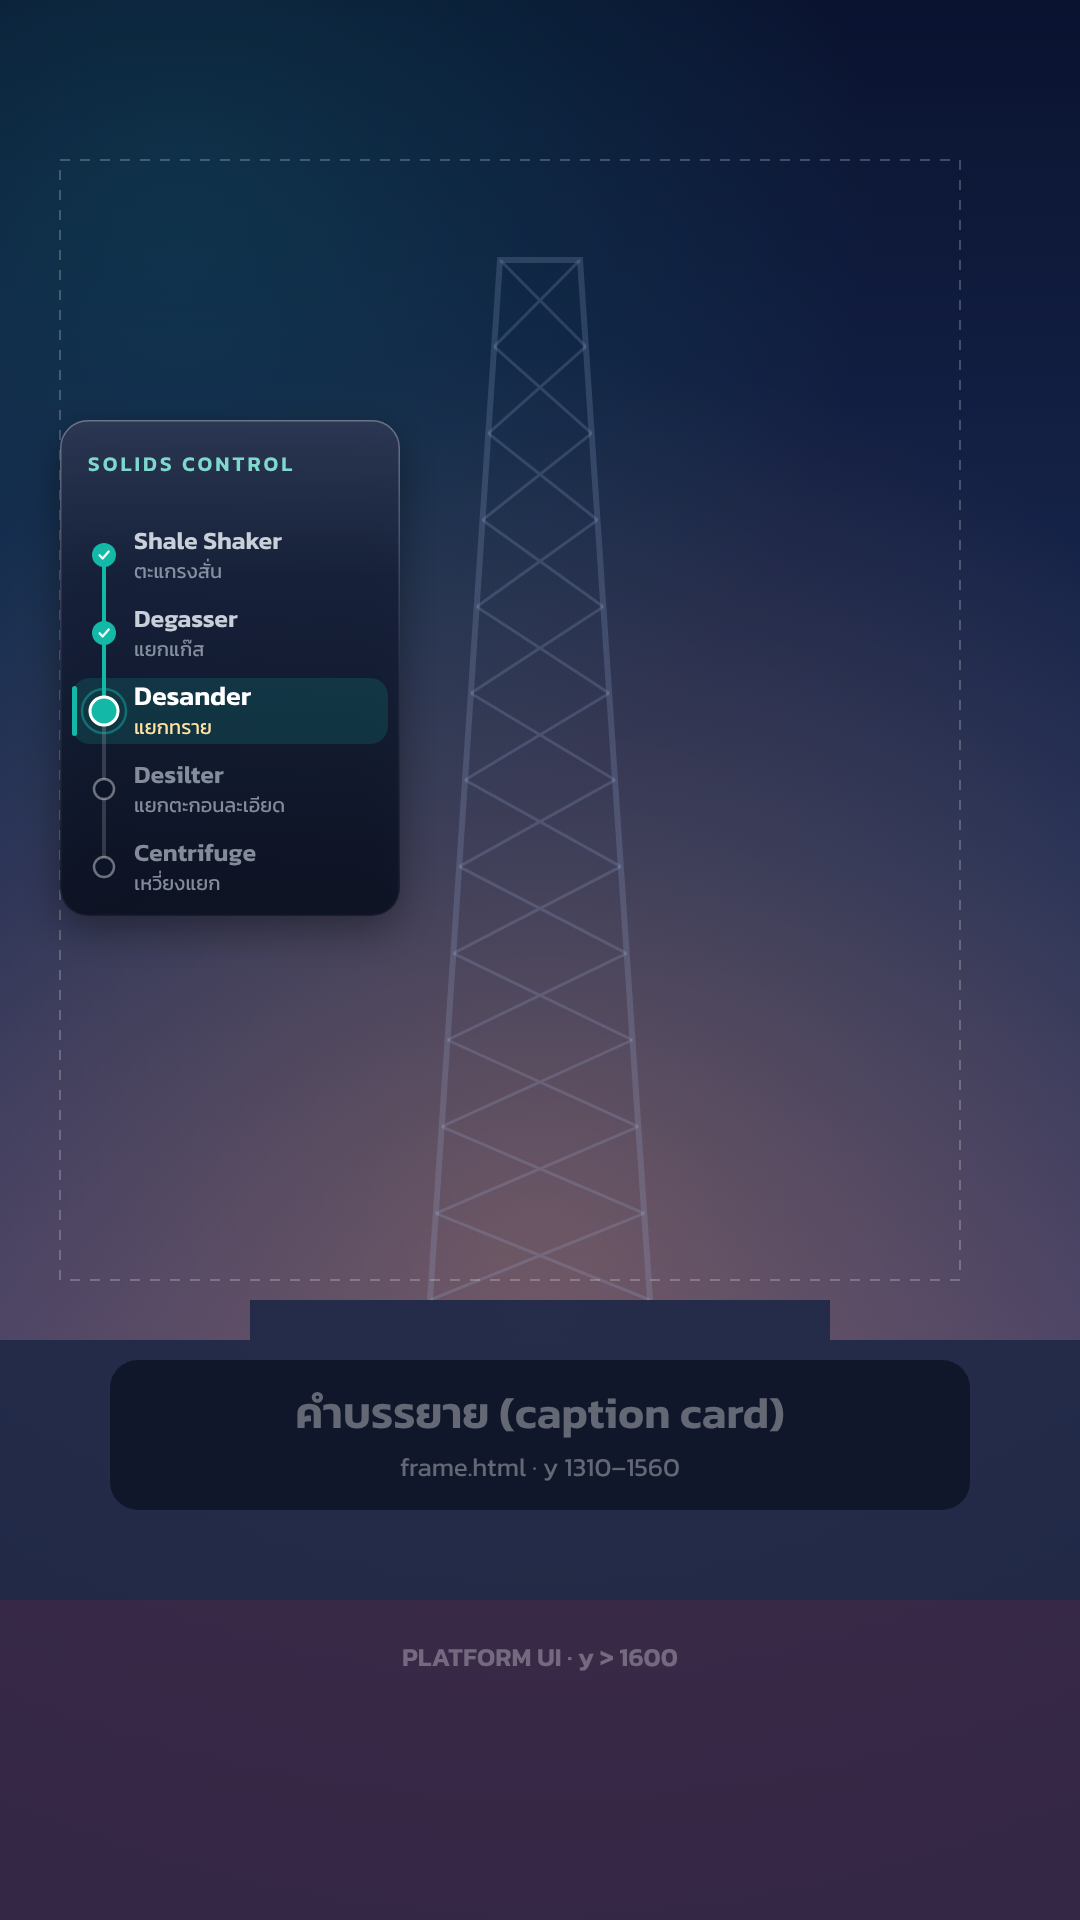 SOLIDS CONTROL
Shale Shaker
ตะแกรงสั่น
Degasser
แยกแก๊ส
Desander
แยกทราย
Desilter
แยกตะกอนละเอียด
Centrifuge
เหวี่ยงแยก
คำบรรยาย (caption card)
frame.html · y 1310–1560
PLATFORM UI · y > 1600